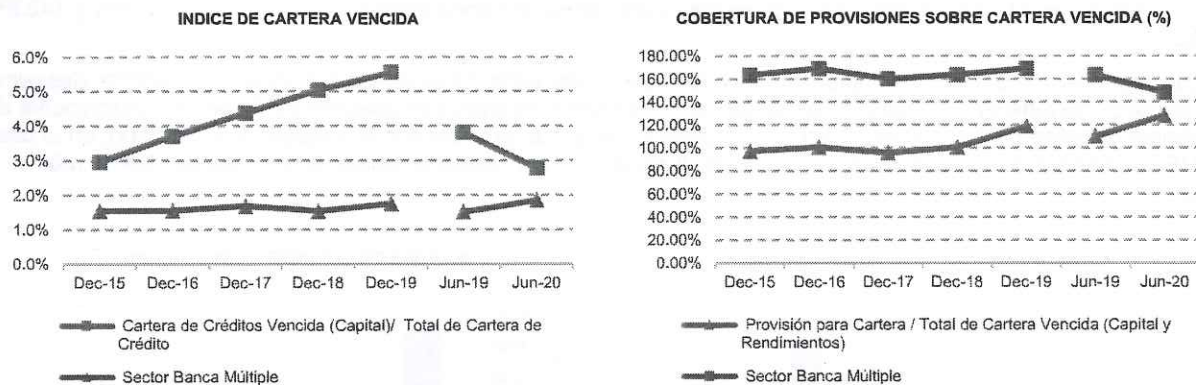 INDICE DE CARTERA VENCIDA
6.0%
5.0%
4.0%
3.0%
2.0%
1.0%
0.0%
Dec-15 Dec-16 Dec-17 Dec-18 Dec-19 Jun-19 Jun-20
Cartera de Créditos Vencida (Capital)/ Total de Cartera de
Crédito
Sector Banca Múltiple
COBERTURA DE PROVISIONES SOBRE CARTERA VENCIDA (%)
180.00%
160.00%
140.00%
120.00%
100.00%
80.00%
60.00%
40.00%
20.00%
0.00%
Dec-15 Dec-16 Dec-17 Dec-18 Dec-19 Jun-19 Jun-20
Provisión para Cartera / Total de Cartera Vencida (Capital y
Rendimientos)
Sector Banca Múltiple